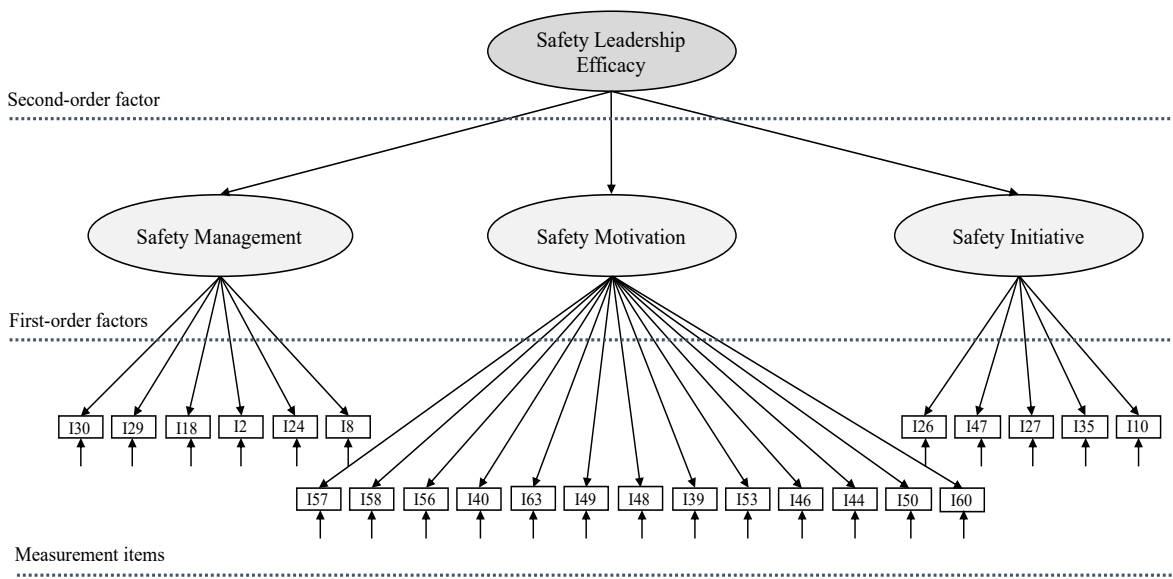 Safety Leadership
Efficacy
Second-order factor
Safety Management
Safety Motivation
Safety Initiative
First-order factors
I30
I29
I18
I2
I24
I8
I26
I47
I27
I35
I10
I57
I58
I56
I40
I63
I49
I48
I39
I53
I46
I44
I50
I60
Measurement items